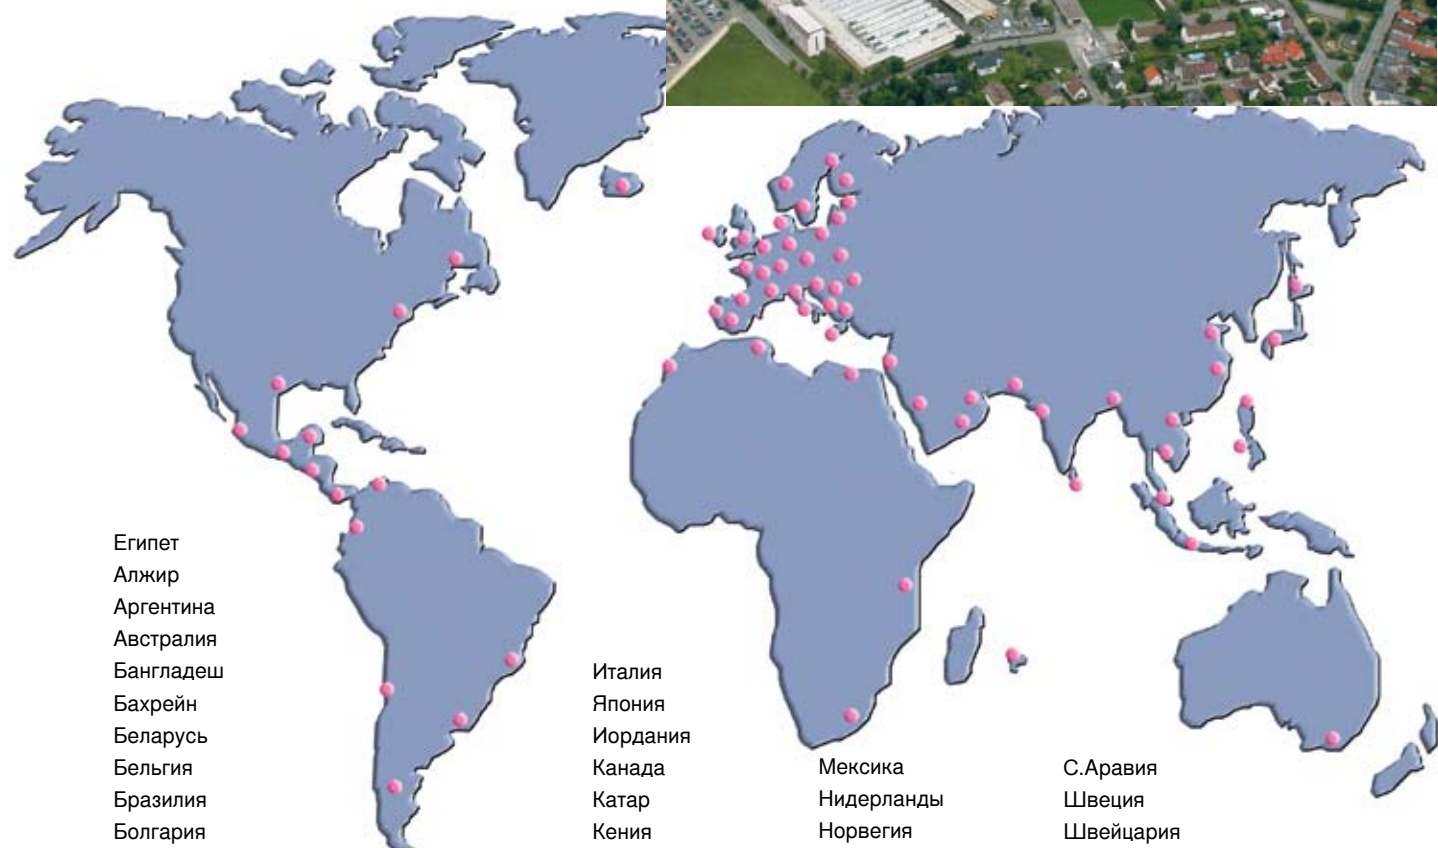 Египет
Алжир
Аргентина
Австралия
Бангладеш
Бахрейн
Беларусь
Бельгия
Бразилия
Болгария
Италия
Япония
Иордания
Канада
Катар
Кения
Мексика
Нидерланды
Норвегия
С.Аравия
Швеция
Швейцария